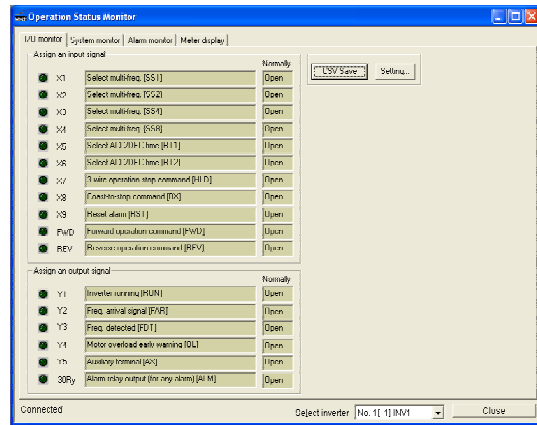 Operation Status Monitor
I/O monitor System monitor Alarm monitor Meter display
Assign an input signal
Normally
X1 Select multi-freq. [SS1] Open
X2 Select multi-freq. [SS2] Open
X3 Select multi-freq. [SS4] Open
X4 Select multi-freq. [SS8] Open
X5 Select ACC/DEC time [RT1] Open
X6 Select ACC/DEC time [RT2] Open
X7 3 wire operation stop command [HLD] Open
X8 Coast-to-stop command [BX] Open
X9 Reset alarm [RST] Open
FWD Forward operation command [FWD] Open
REV Reverse operation command [REV] Open
CSV Save Setting...
Assign an output signal
Normally
Y1 Inverter running [RUN] Open
Y2 Freq. arrival signal [FAR] Open
Y3 Freq. detected [FDT] Open
Y4 Motor overload early warning [OL] Open
Y5 Auxiliary terminal [AX] Open
30Ry Alarm relay output (for any alarm) [ALM] Open
Connected
Select inverter No. 1[ 1] INV1 Close